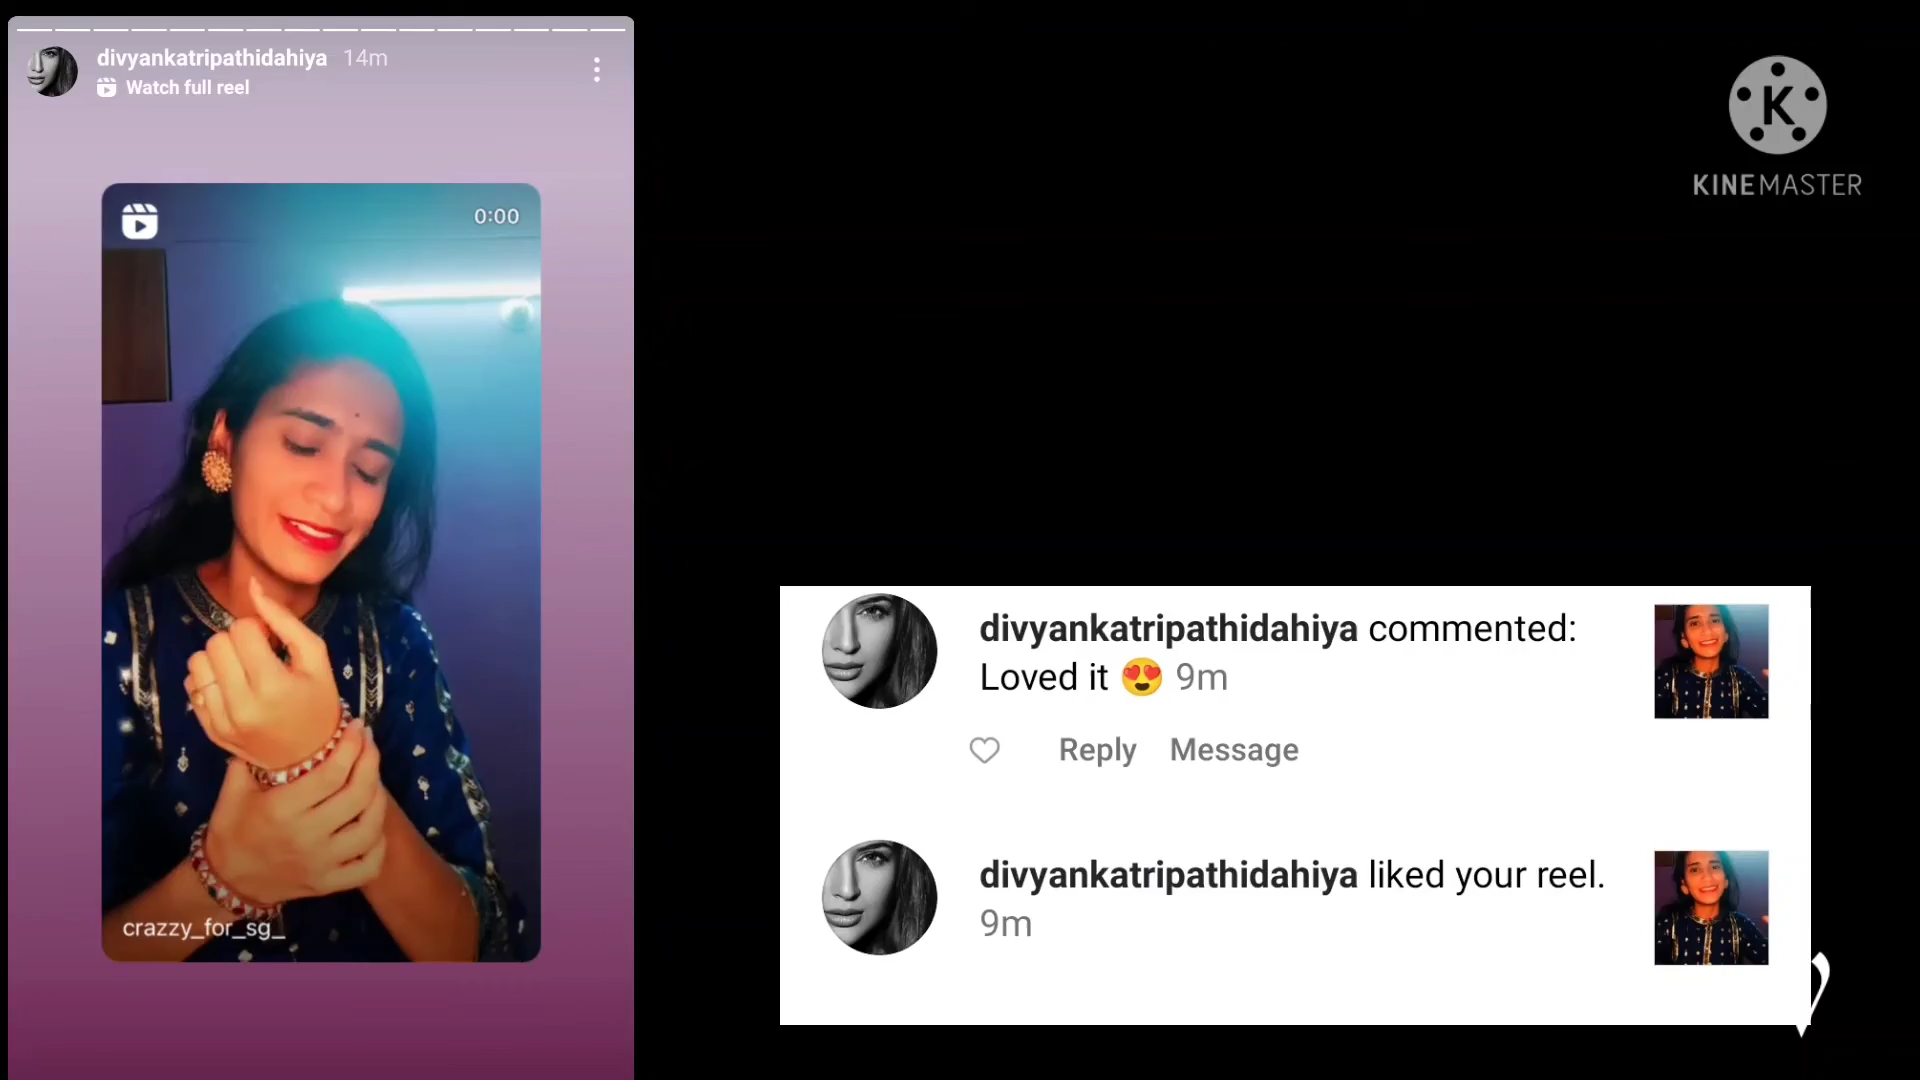 divyankatripathidahiya 14m
Watch full reel
0:00
crazzy_for_sg_
K
KINEMASTER
divyankatripathidahiya commented:
Loved it 😍 9m
Reply Message
divyankatripathidahiya liked your reel.
9m